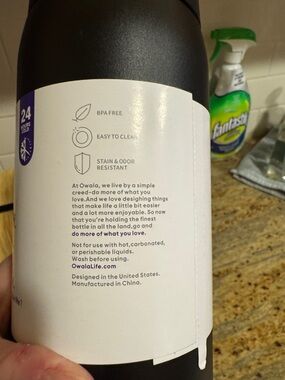 24
BPA FREE
EASY TO CLEAN
STAIN & ODOR
RESISTANT
At Owala, we live by a simple
creed-do more of what you
love.And we love desighing things
that make life a little bit easier
and a lot more enjoyable. So now
that you're holding the finest
bottle in all the land,go and
do more of what you love.
Not for use with hot,carbonated,
or perishable liquids.
Wash before using.
OwalaLife.com
Designed in the United States.
Manufactured in China.
fantastik